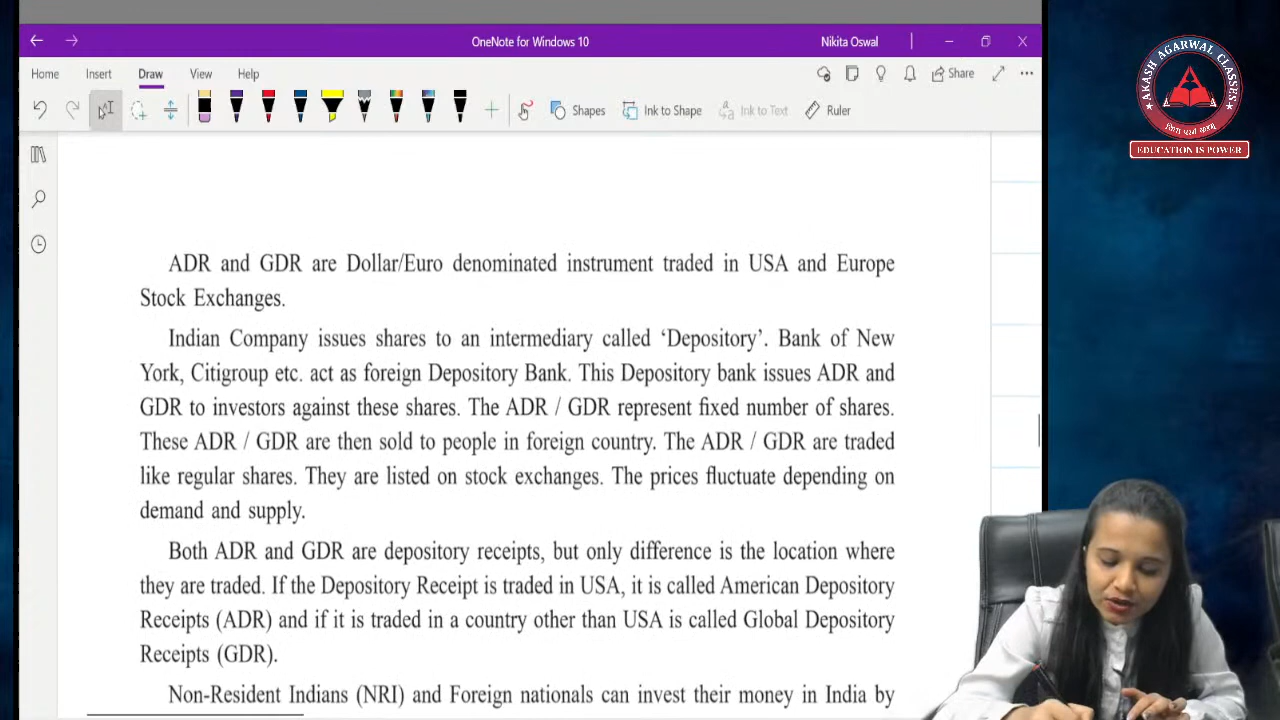 OneNote for Windows 10
Nikita Oswal
Home Insert Draw View Help
Share
Shapes Ink to Shape Ink to Text Ruler
AKASH AGARWAL CLASSES
EDUCATION IS POWER
ADR and GDR are Dollar/Euro denominated instrument traded in USA and Europe
Stock Exchanges.
Indian Company issues shares to an intermediary called ‘Depository’. Bank of New
York, Citigroup etc. act as foreign Depository Bank. This Depository bank issues ADR and
GDR to investors against these shares. The ADR / GDR represent fixed number of shares.
These ADR / GDR are then sold to people in foreign country. The ADR / GDR are traded
like regular shares. They are listed on stock exchanges. The prices fluctuate depending on
demand and supply.
Both ADR and GDR are depository receipts, but only difference is the location where
they are traded. If the Depository Receipt is traded in USA, it is called American Depository
Receipts (ADR) and if it is traded in a country other than USA is called Global Depository
Receipts (GDR).
Non-Resident Indians (NRI) and Foreign nationals can invest their money in India by